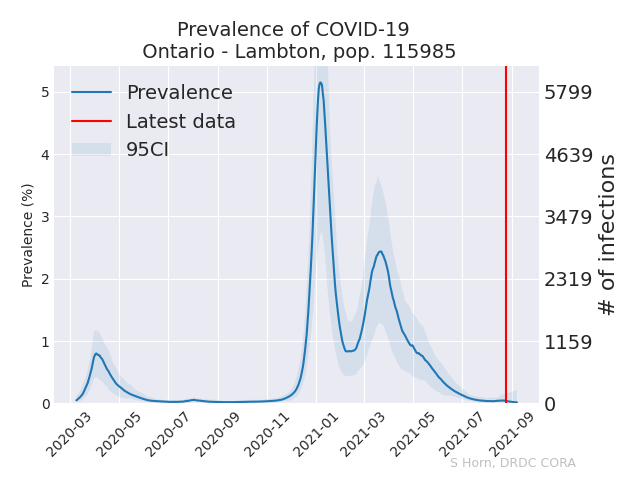 Prevalence of COVID-19
Ontario - Lambton, pop. 115985
Prevalence
Latest data
95CI
Prevalence (%)
5
4
3
2
1
0
5799
4639
3479
2319
1159
0
# of infections
2020-03
2020-05
2020-07
2020-09
2020-11
2021-01
2021-03
2021-05
2021-07
2021-09
S Horn, DRDC CORA